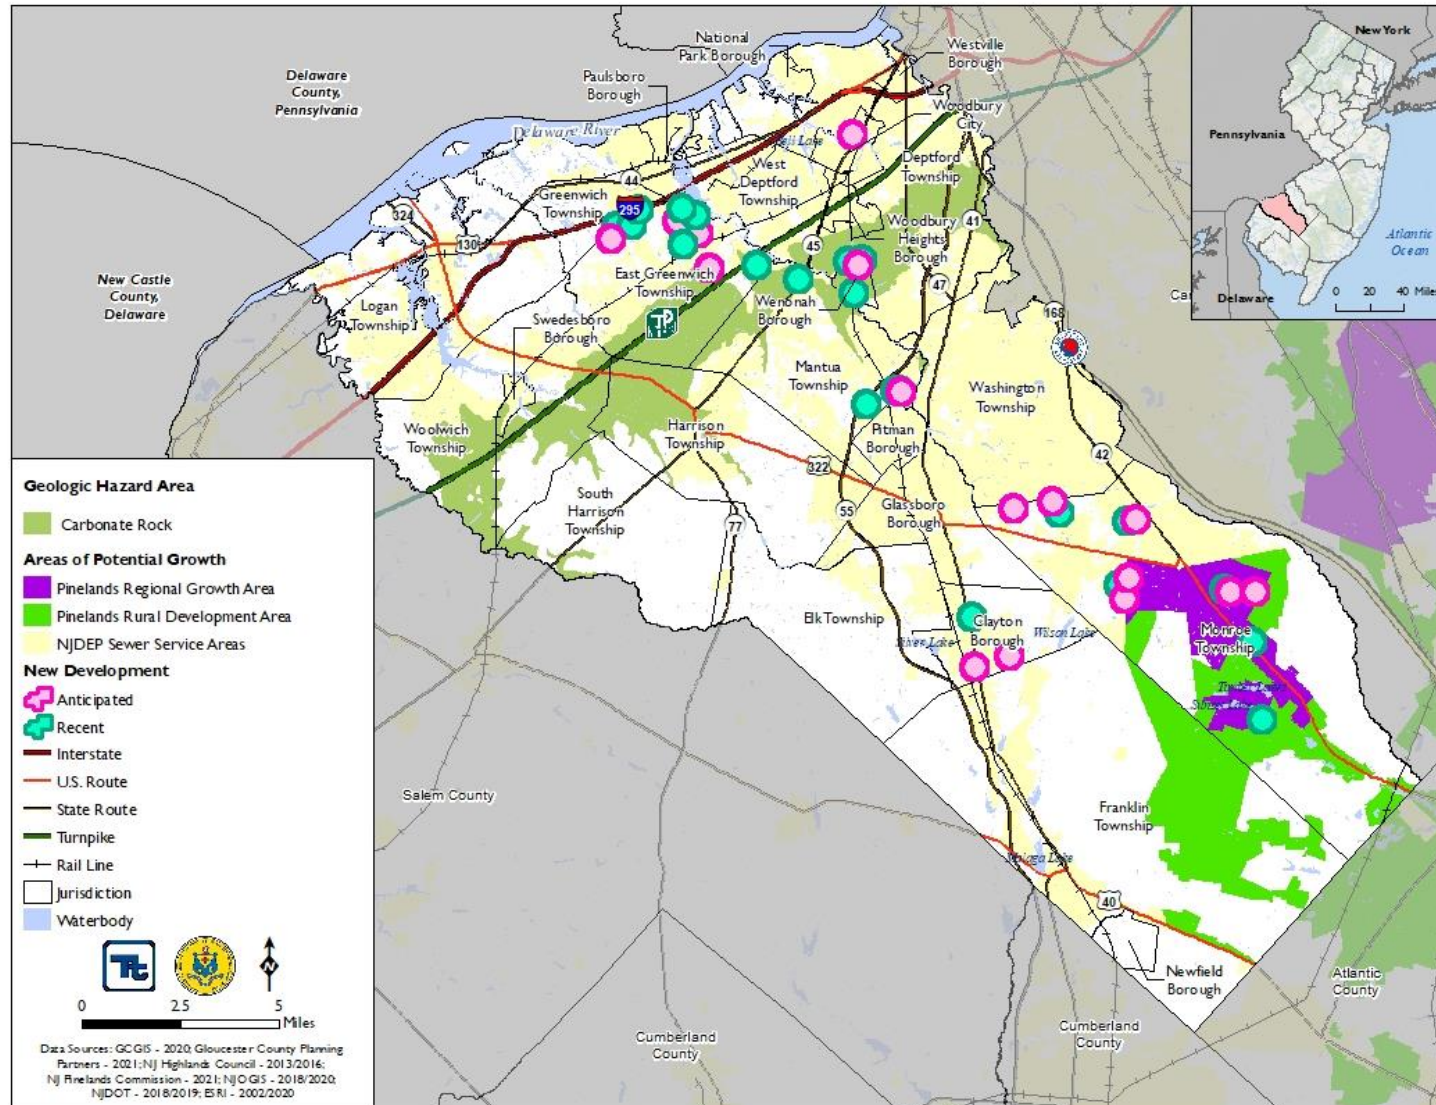 Delaware
County,
Pennsylvania
National
Park Borough
Westville
Borough
Paulsboro
Borough
Woodbury
City
Delaware River
West
Deptford
Township
Deptford
Township
44
Greenwich
Township
324
295
130
41
Woodbury
Heights
Borough
45
47
New Castle
County,
Delaware
East Greenwich
Township
Wenonah
Borough
Logan
Township
Swedesboro
Borough
TP
168
Mantua
Township
Washington
Township
Woolwich
Township
Harrison
Township
Pitman
Borough
322
42
South
Harrison
Township
77
55
Glassboro
Borough
Elk Township
Clayton
Borough
Silver Lake
Wilson Lake
Monroe
Township
Franklin
Township
40
Newfield
Borough
Salem County
Cumberland
County
Cumberland
County
Atlantic
County
New York
Pennsylvania
Atlantic
Ocean
Delaware
0 20 40 Miles
Geologic Hazard Area
Carbonate Rock
Areas of Potential Growth
Pinelands Regional Growth Area
Pinelands Rural Development Area
NJDEP Sewer Service Areas
New Development
Anticipated
Recent
Interstate
U.S. Route
State Route
Turnpike
Rail Line
Jurisdiction
Waterbody
Tt
N
0 2.5 5
Miles
Data Sources: GCGIS - 2020; Gloucester County Planning
Partners - 2021; NJ Highlands Council - 2013/2016;
NJ Pinelands Commission - 2021; NJOGIS - 2018/2020;
NJDOT - 2018/2019; ESRI - 2002/2020